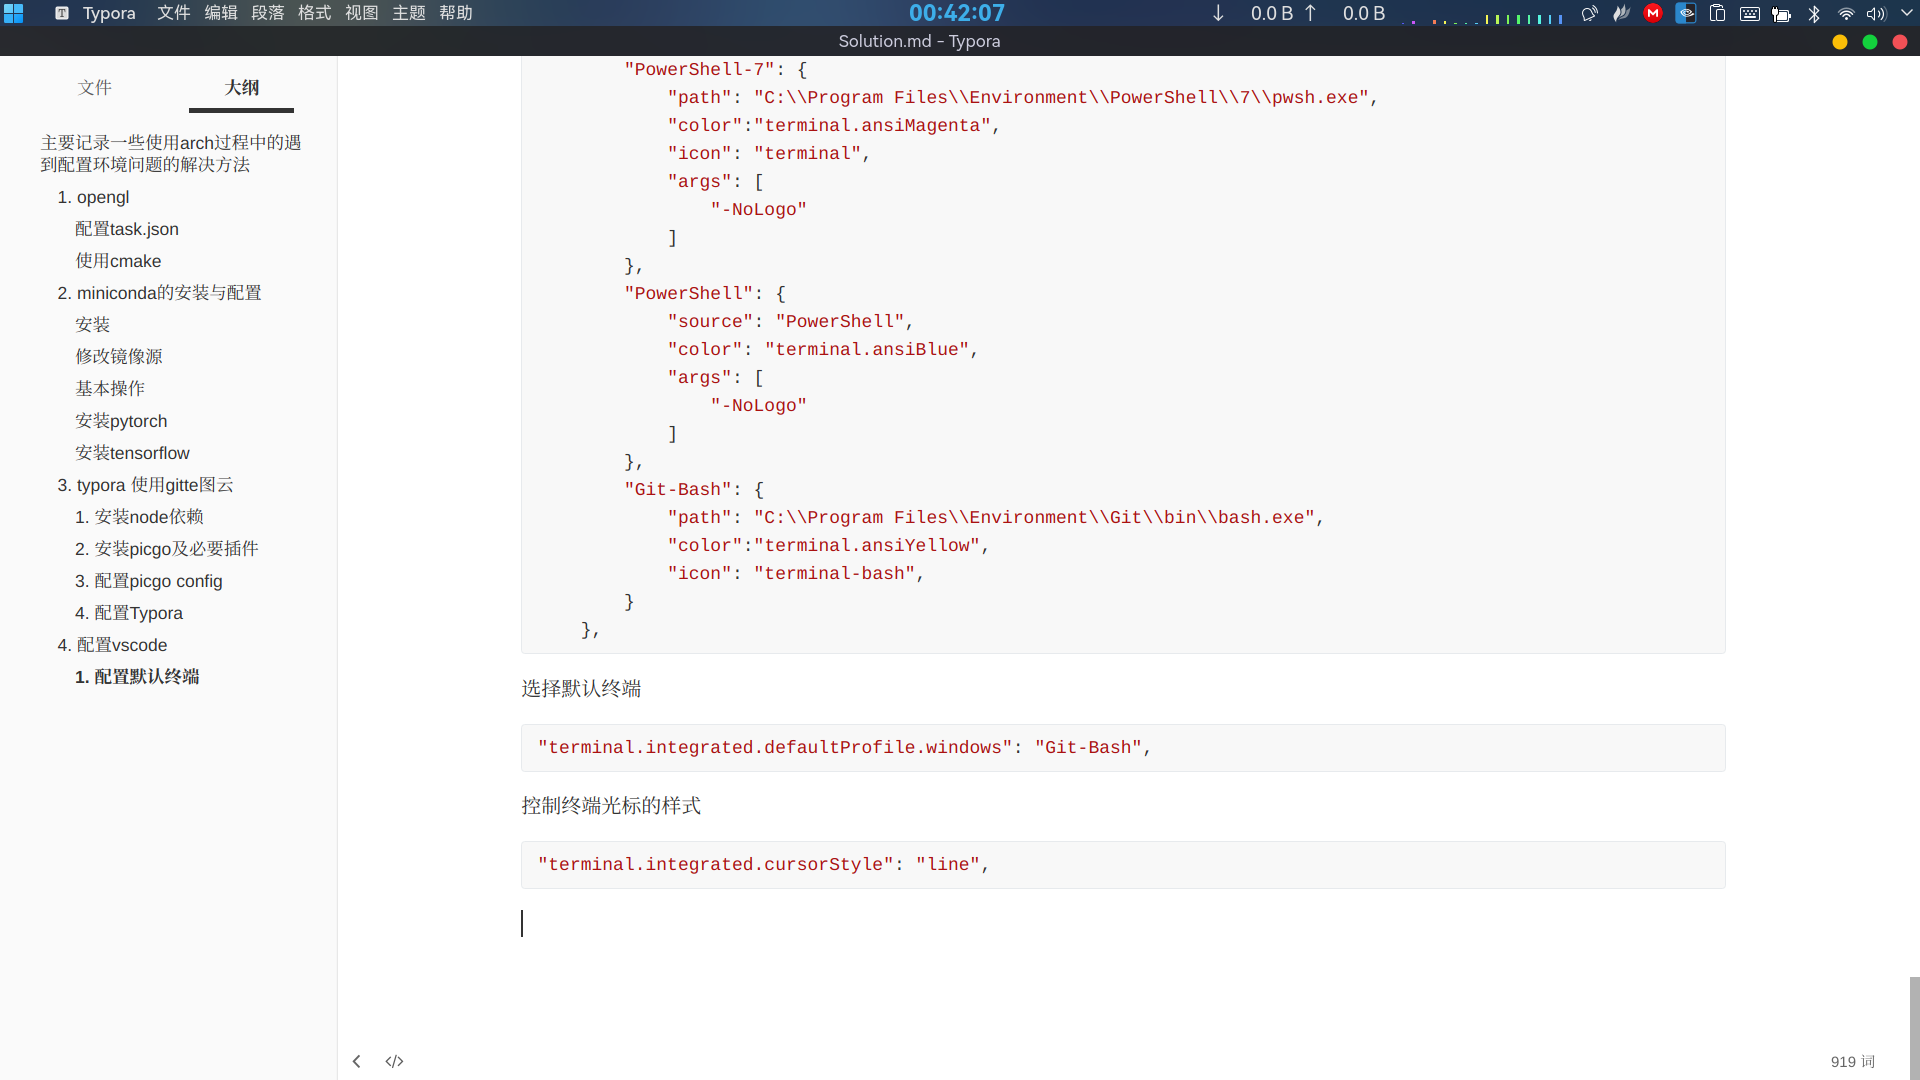 Typora 文件 编辑 段落 格式 视图 主题 帮助
00:42:07
↓ 0.0 B ↑ 0.0 B
Solution.md - Typora
文件 大纲
主要记录一些使用arch过程中的遇
到配置环境问题的解决方法
1. opengl
配置task.json
使用cmake
2. miniconda的安装与配置
安装
修改镜像源
基本操作
安装pytorch
安装tensorflow
3. typora 使用gitte图云
1. 安装node依赖
2. 安装picgo及必要插件
3. 配置picgo config
4. 配置Typora
4. 配置vscode
1. 配置默认终端
"PowerShell-7": {
"path": "C:\\Program Files\\Environment\\PowerShell\\7\\pwsh.exe",
"color":"terminal.ansiMagenta",
"icon": "terminal",
"args": [
"-NoLogo"
]
},
"PowerShell": {
"source": "PowerShell",
"color": "terminal.ansiBlue",
"args": [
"-NoLogo"
]
},
"Git-Bash": {
"path": "C:\\Program Files\\Environment\\Git\\bin\\bash.exe",
"color":"terminal.ansiYellow",
"icon": "terminal-bash",
}
},
选择默认终端
"terminal.integrated.defaultProfile.windows": "Git-Bash",
控制终端光标的样式
"terminal.integrated.cursorStyle": "line",
919 词